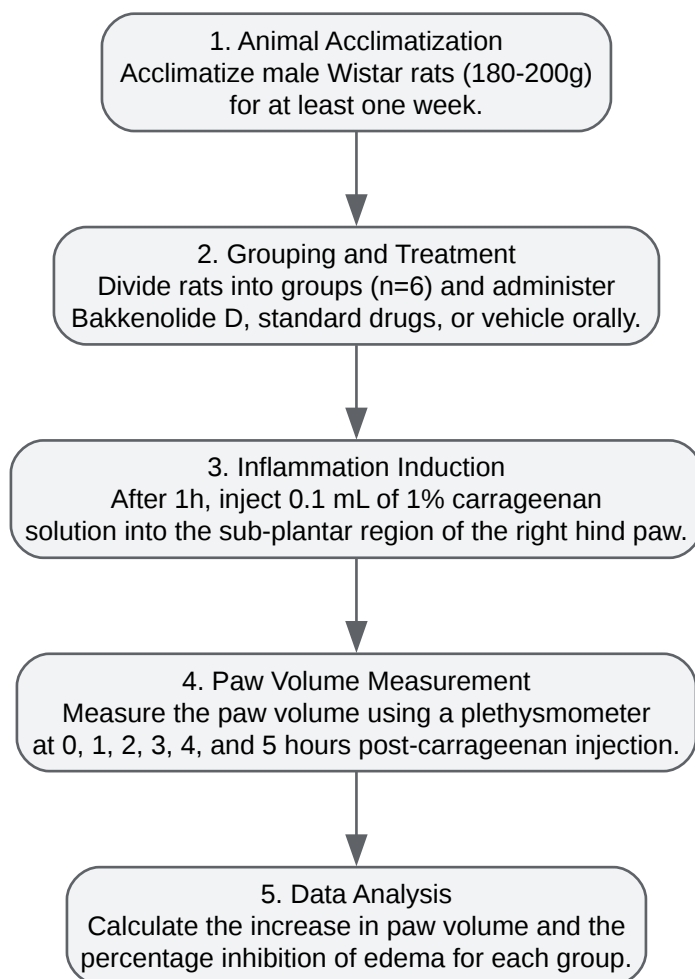 1. Animal Acclimatization
Acclimatize male Wistar rats (180-200g)
for at least one week.
2. Grouping and Treatment
Divide rats into groups (n=6) and administer
Bakkenolide D, standard drugs, or vehicle orally.
3. Inflammation Induction
After 1h, inject 0.1 mL of 1% carrageenan
solution into the sub-plantar region of the right hind paw.
4. Paw Volume Measurement
Measure the paw volume using a plethysmometer
at 0, 1, 2, 3, 4, and 5 hours post-carrageenan injection.
5. Data Analysis
Calculate the increase in paw volume and the
percentage inhibition of edema for each group.